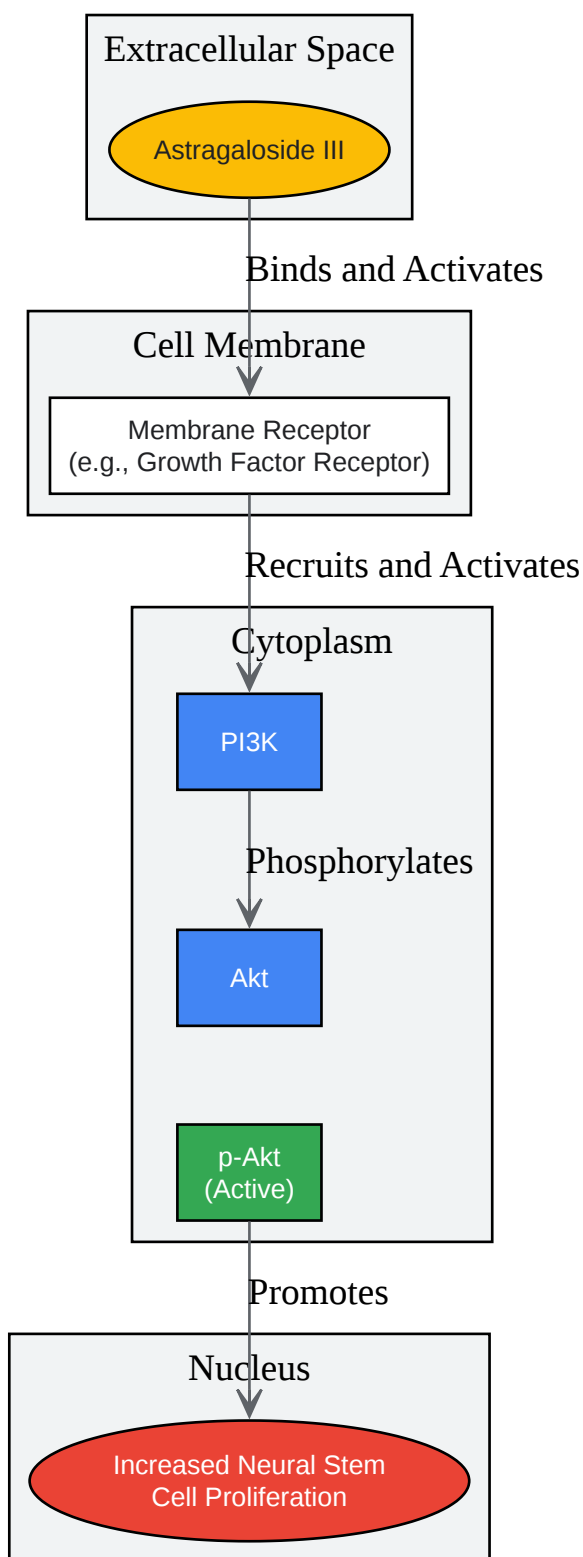 Extracellular Space
Astragaloside III
Binds and Activates
Cell Membrane
Membrane Receptor
(e.g., Growth Factor Receptor)
Recruits and Activates
Cytoplasm
PI3K
Phosphorylates
Akt
p-Akt
(Active)
Promotes
Nucleus
Increased Neural Stem
Cell Proliferation